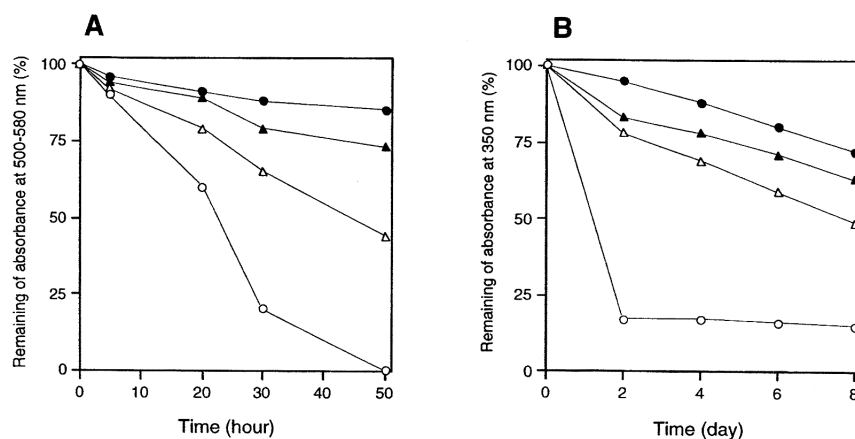 A
Remaining of absorbance at 500-580 nm (%)
100
75
50
25
0
0 10 20 30 40 50
Time (hour)
B
Remaining of absorbance at 350 nm (%)
100
75
50
25
0
0 2 4 6 8
Time (day)